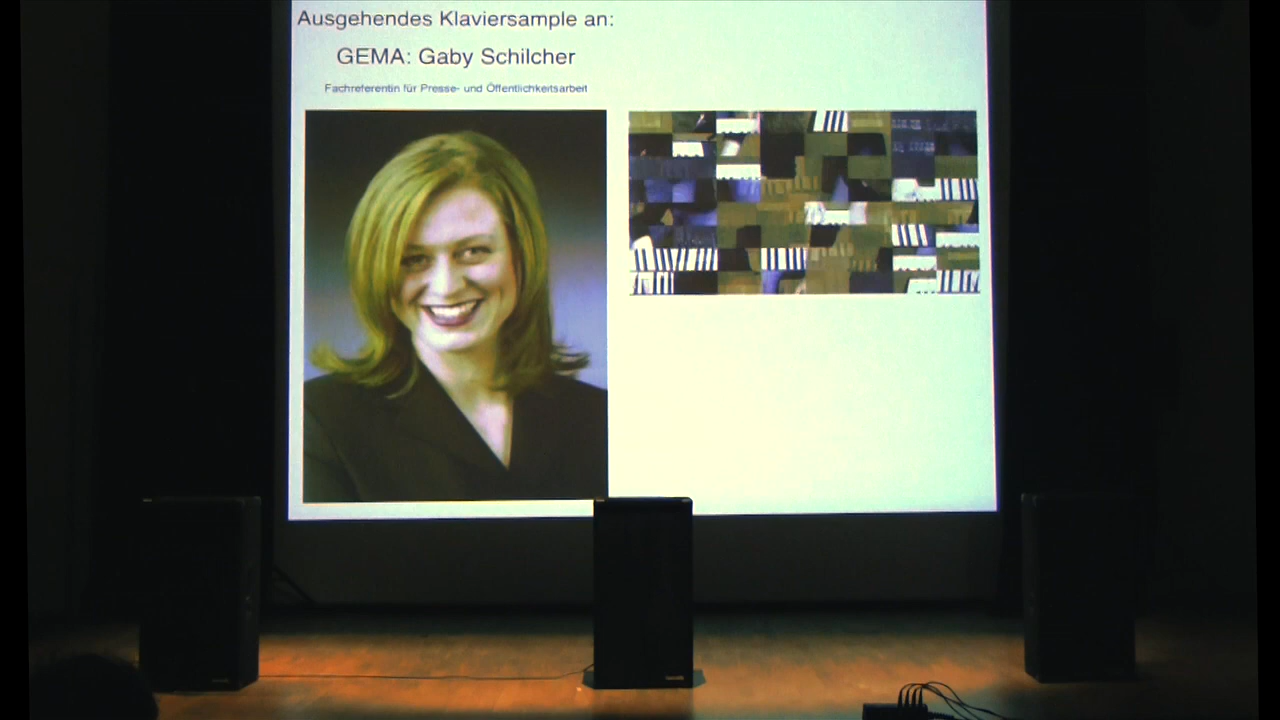 Ausgehendes Klaviersample an:
GEMA: Gaby Schilcher
Fachreferentin für Presse- und Öffentlichkeitsarbeit